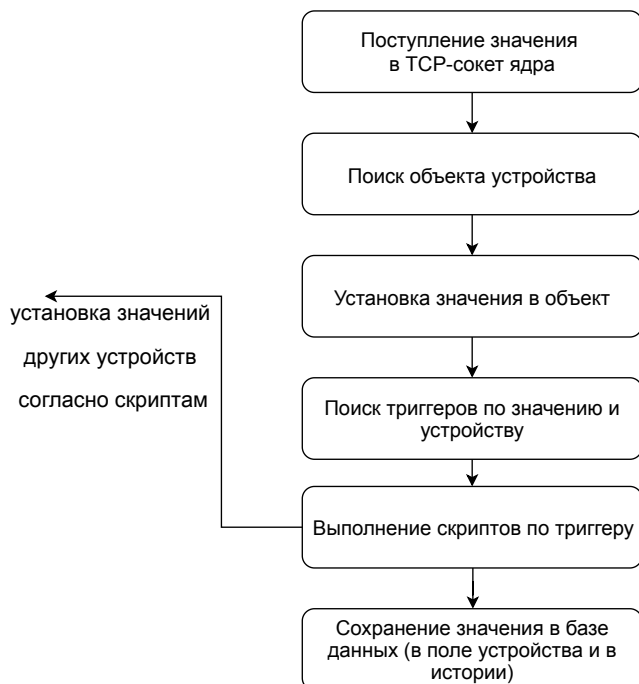 Поступление значения
в TCP-сокет ядра
Поиск объекта устройства
Установка значения в объект
установка значений
других устройств
согласно скриптам
Поиск триггеров по значению и
устройству
Выполнение скриптов по триггеру
Сохранение значения в базе
данных (в поле устройства и в
истории)